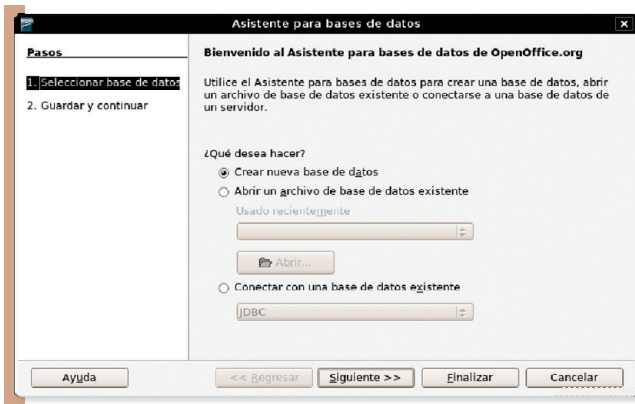 Asistente para bases de datos
Pasos
1. Seleccionar base de datos
2. Guardar y continuar
Bienvenido al Asistente para bases de datos de OpenOffice.org
Utilice el Asistente para bases de datos para crear una base de datos, abrir
un archivo de base de datos existente o conectarse a una base de datos de
un servidor.
¿Qué desea hacer?
Crear nueva base de datos
Abrir un archivo de base de datos existente
Usado recientemente
Abrir...
Conectar con una base de datos existente
JDBC
Ayuda
<< Regresar
Siguiente >>
Finalizar
Cancelar